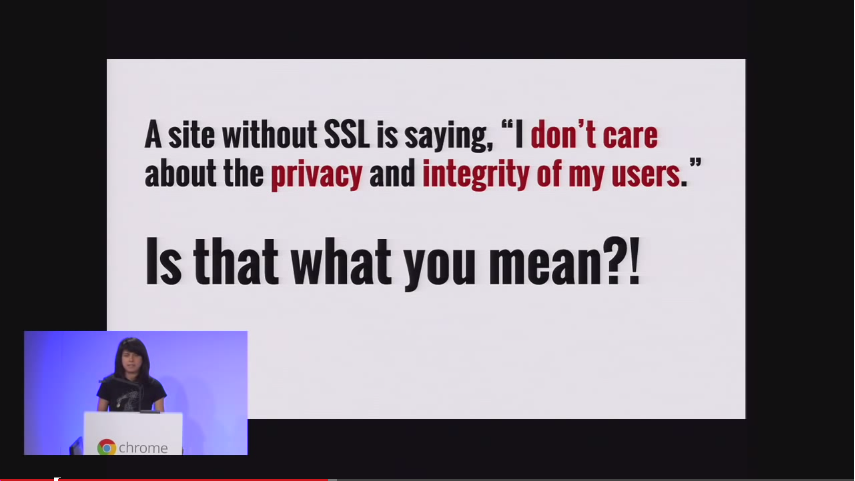 A site without SSL is saying, “I don’t care
about the privacy and integrity of my users.”
Is that what you mean?!
chrome